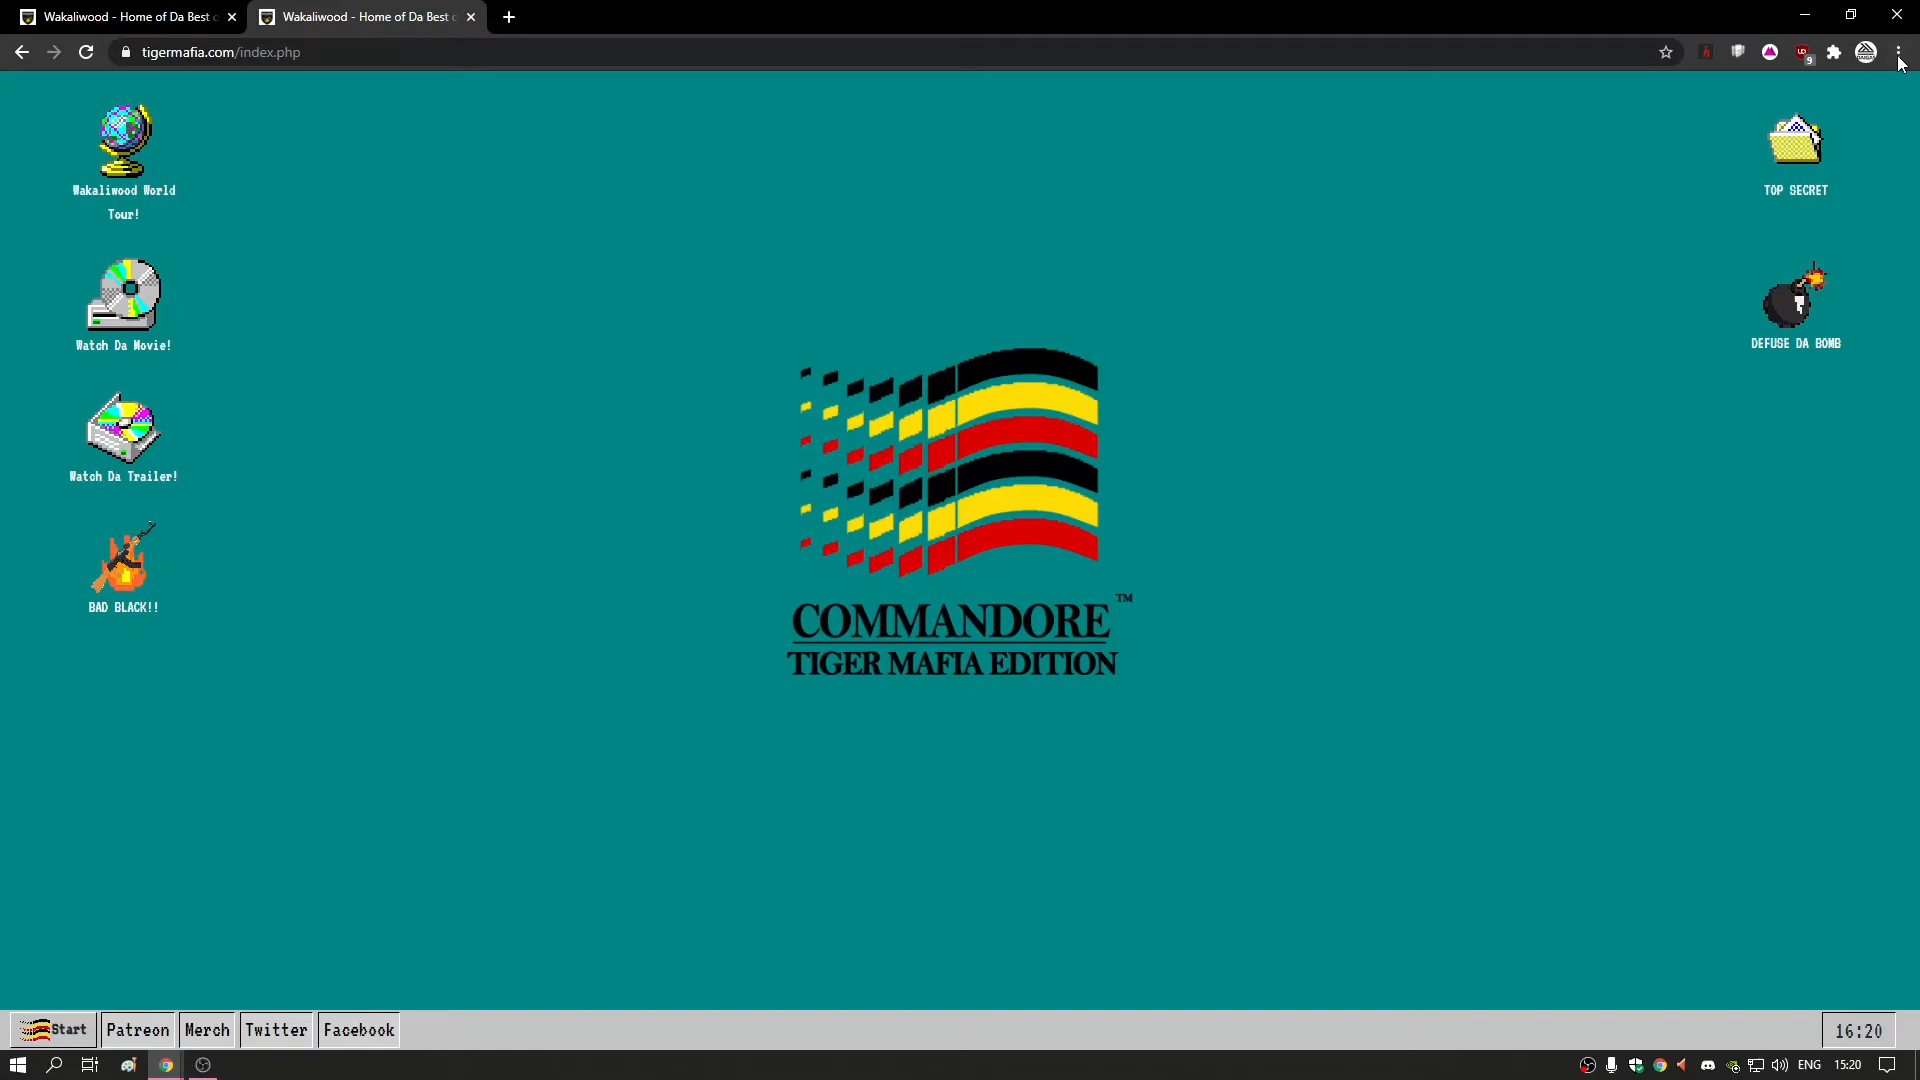 Wakaliwood - Home of Da Best
Wakaliwood - Home of Da Best
tigermafia.com/index.php
9
Wakaliwood World
Tour!
TOP SECRET
Watch Da Movie!
DEFUSE DA BOMB
Watch Da Trailer!
BAD BLACK!!
COMMANDORE™
TIGER MAFIA EDITION
Start
Patreon
Merch
Twitter
Facebook
16:20
ENG
15:20